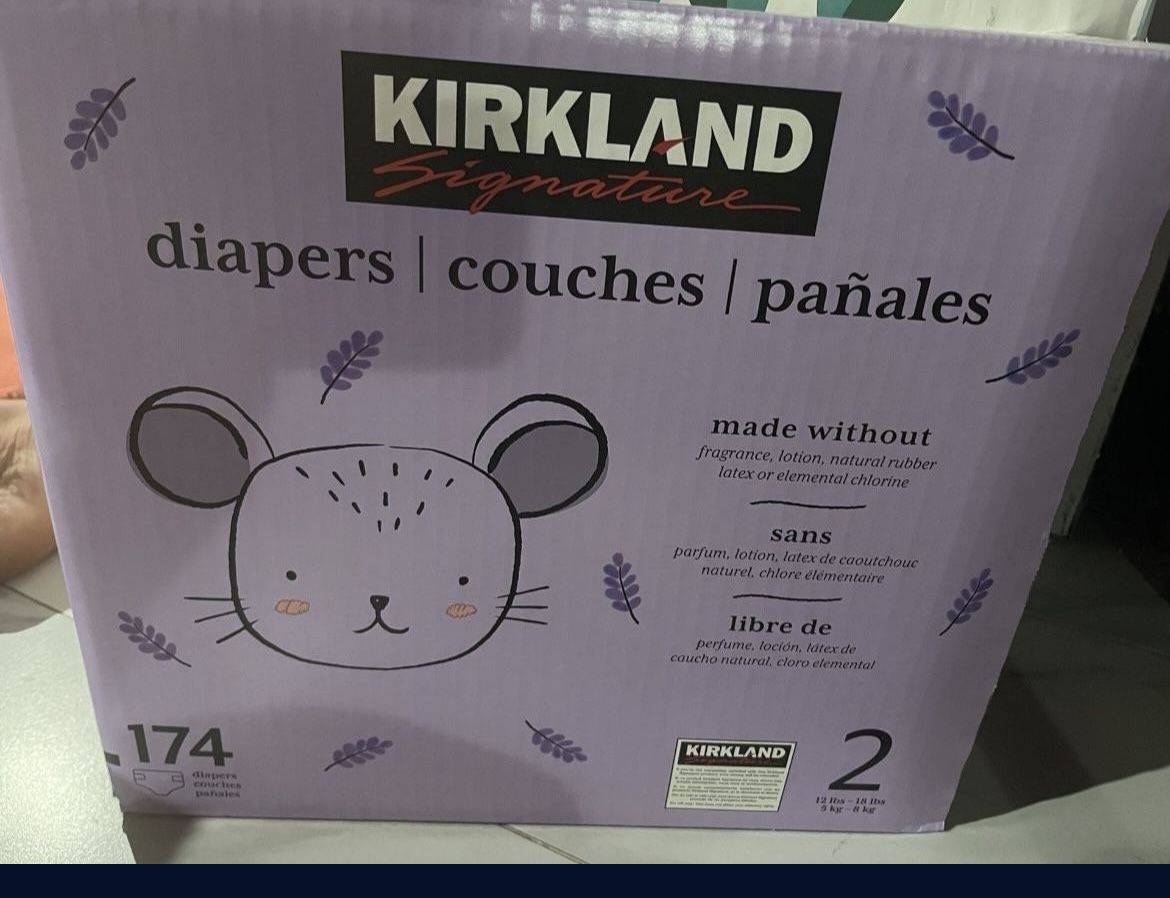 KIRKLAND
Signature
diapers | couches | pañales
made without
fragrance, lotion, natural rubber
latex or elemental chlorine
sans
parfum, lotion, latex de caoutchouc
naturel, chlore élémentaire
libre de
perfume, loción, látex de
caucho natural, cloro elemental
174
diapers
couches
pañales
KIRKLAND
Signature
2
12 lbs - 18 lbs
5 kg - 8 kg